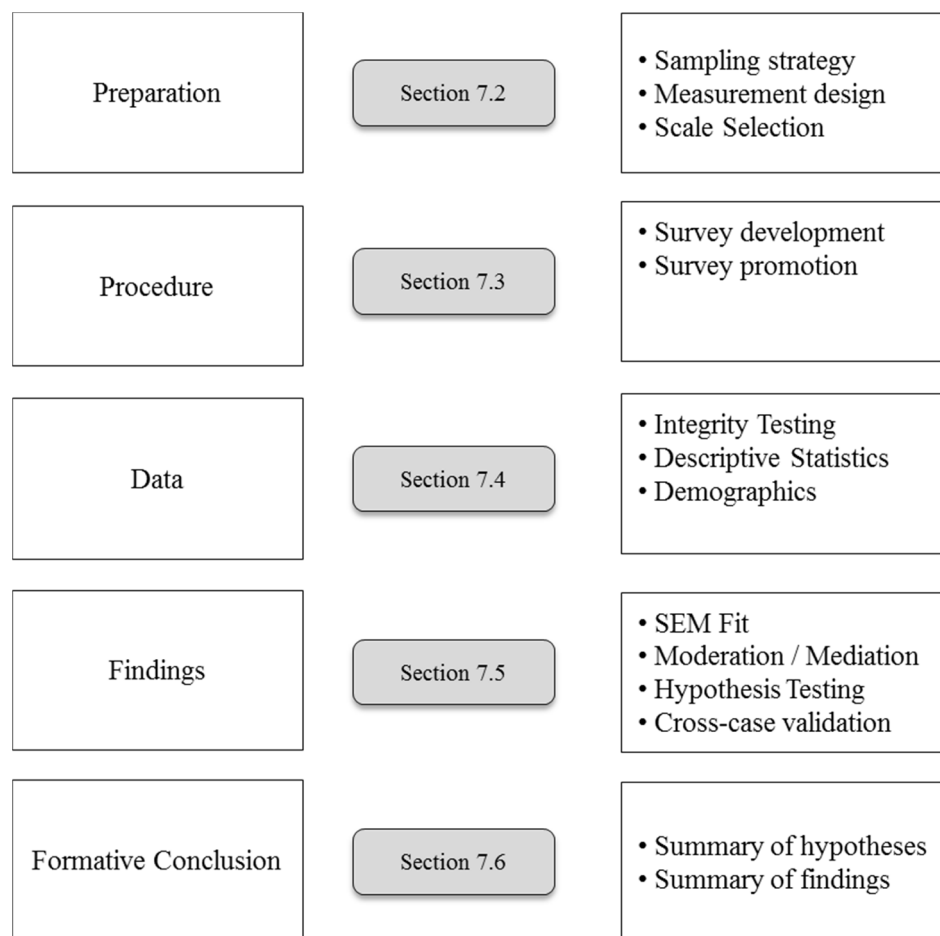 Preparation
Section 7.2
• Sampling strategy
• Measurement design
• Scale Selection
Procedure
Section 7.3
• Survey development
• Survey promotion
Data
Section 7.4
• Integrity Testing
• Descriptive Statistics
• Demographics
Findings
Section 7.5
• SEM Fit
• Moderation / Mediation
• Hypothesis Testing
• Cross-case validation
Formative Conclusion
Section 7.6
• Summary of hypotheses
• Summary of findings